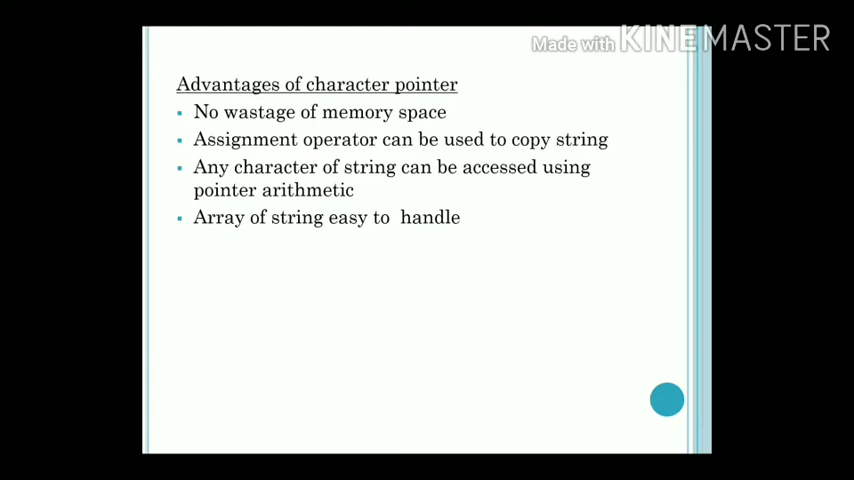 Made with KINEMASTER
Advantages of character pointer
▪ No wastage of memory space
▪ Assignment operator can be used to copy string
▪ Any character of string can be accessed using
pointer arithmetic
▪ Array of string easy to handle